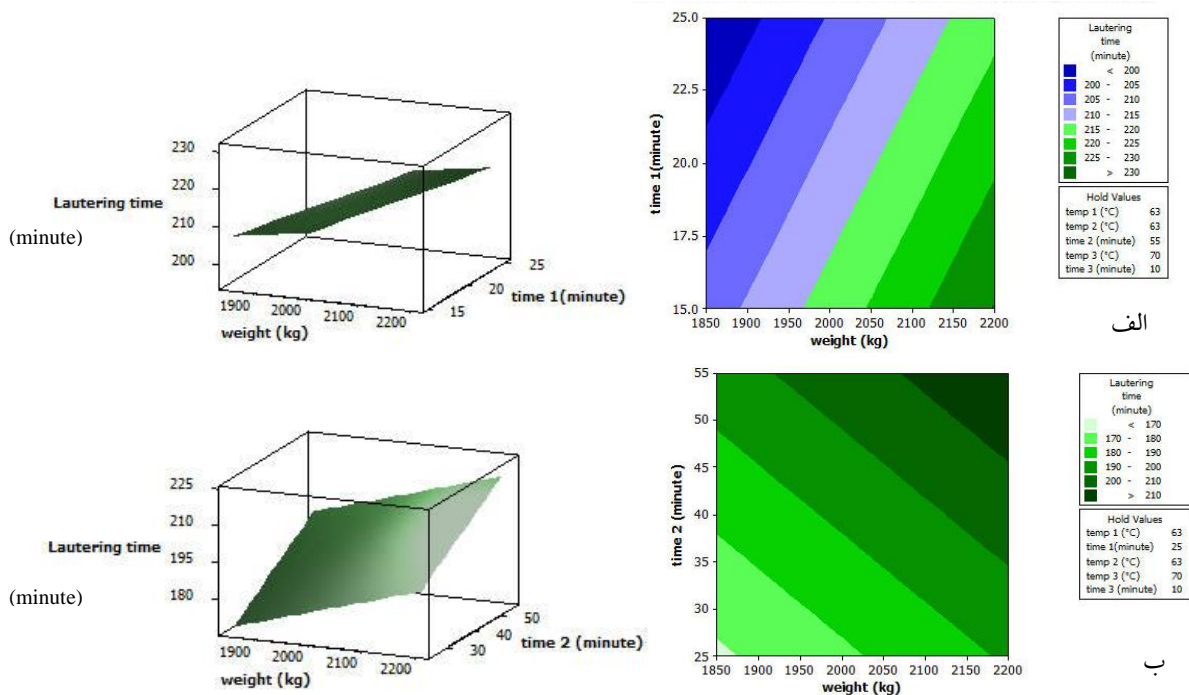 230
220
210
200
Lautering time
(minute)
1900
2000
2100
2200
weight (kg)
15
20
25
time 1(minute)
25.0
22.5
20.0
17.5
15.0
time 1(minute)
1850 1900 1950 2000 2050 2100 2150 2200
weight (kg)
Lautering
time
(minute)
< 200
200 - 205
205 - 210
210 - 215
215 - 220
220 - 225
225 - 230
> 230
Hold Values
temp 1 (°C) 63
temp 2 (°C) 63
time 2 (minute) 55
temp 3 (°C) 70
time 3 (minute) 10
الف
225
210
195
180
Lautering time
(minute)
1900
2000
2100
2200
weight (kg)
30
40
50
time 2 (minute)
55
50
45
40
35
30
25
time 2 (minute)
1850 1900 1950 2000 2050 2100 2150 2200
weight (kg)
Lautering
time
(minute)
< 170
170 - 180
180 - 190
190 - 200
200 - 210
> 210
Hold Values
temp 1 (°C) 63
time 1(minute) 25
temp 2 (°C) 63
temp 3 (°C) 70
time 3 (minute) 10
ب